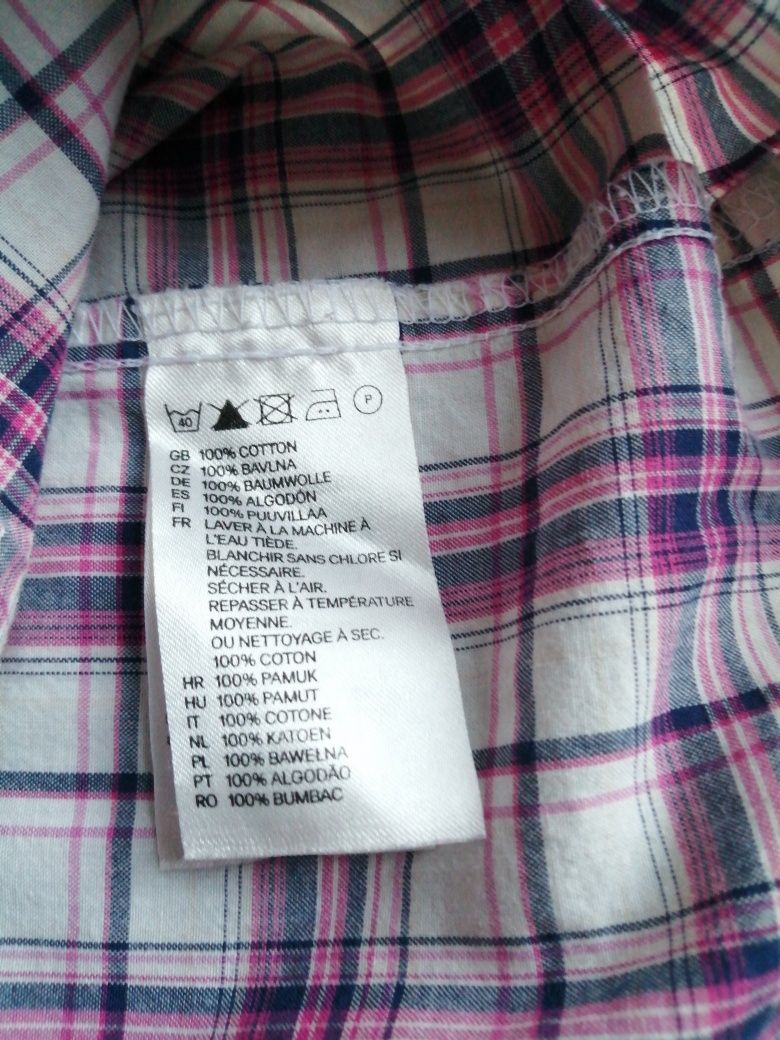 40 P
GB 100% COTTON
CZ 100% BAVLNA
DE 100% BAUMWOLLE
ES 100% ALGODÓN
FI 100% PUUVILLAA
FR LAVER À LA MACHINE À
L'EAU TIÈDE.
BLANCHIR SANS CHLORE SI
NÉCESSAIRE.
SÉCHER À L'AIR.
REPASSER À TEMPÉRATURE
MOYENNE.
OU NETTOYAGE À SEC.
100% COTON
HR 100% PAMUK
HU 100% PAMUT
IT 100% COTONE
NL 100% KATOEN
PL 100% BAWEŁNA
PT 100% ALGODÃO
RO 100% BUMBAC